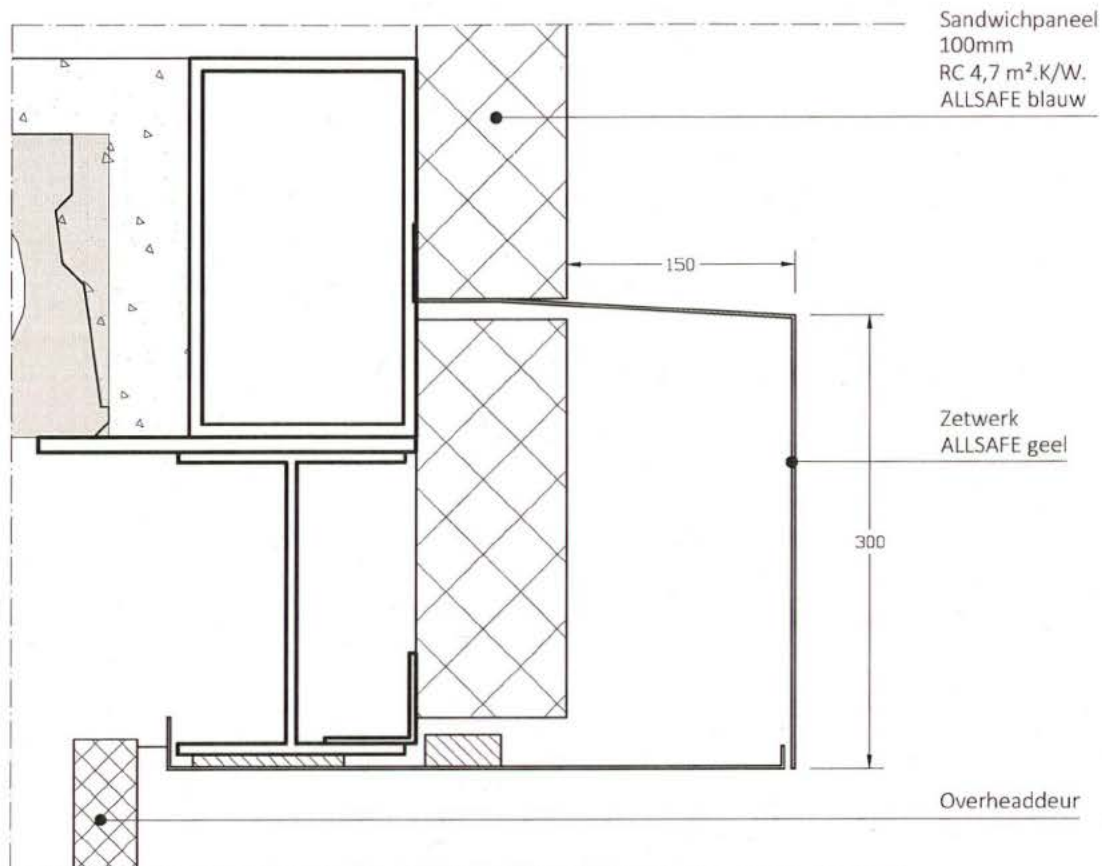 Sandwichpaneel
100mm
RC 4,7 m².K/W.
ALLSAFE blauw
150
Zetwerk
ALLSAFE geel
300
Overheaddeur